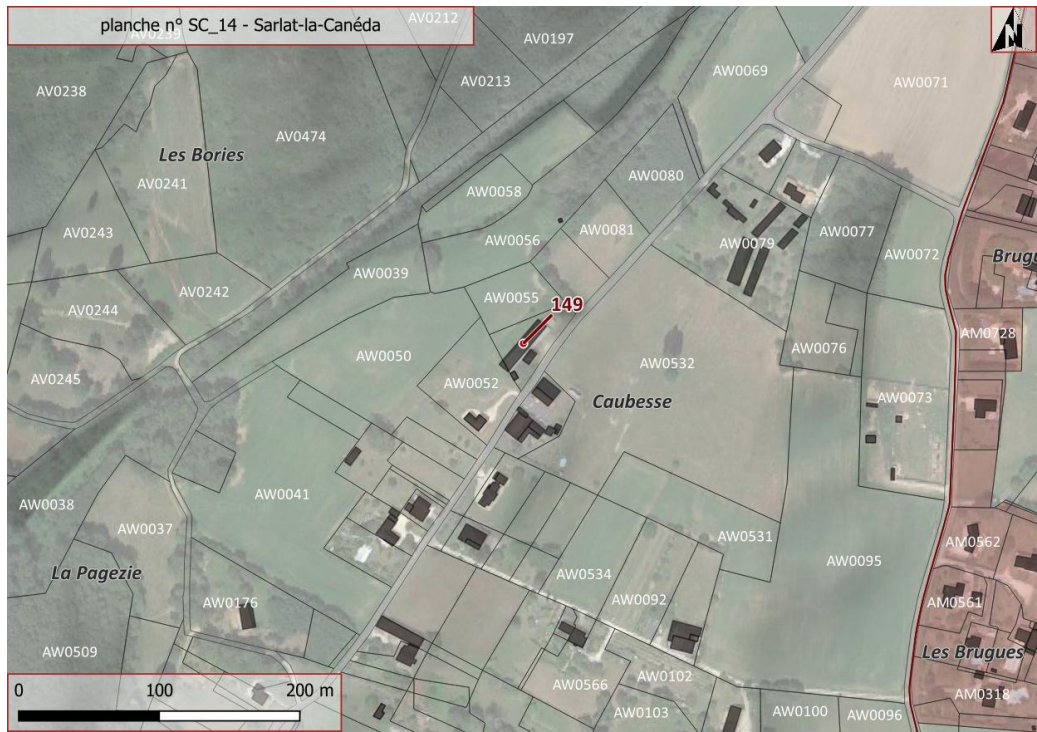 planche n° SC_14 - Sarlat-la-Canéda
AV0212
AV0239
AV0197
AW0069
AV0213
AW0071
AV0238
AV0474
Les Bories
AV0241
AW0080
AW0058
AV0243
AW0081
AW0077
AW0056
AW0079
AW0072
Brugu
AW0039
AV0242
AW0055
149
AV0244
AM0728
AW0050
AW0532
AW0076
AV0245
AW0052
AW0073
Caubesse
AW0041
AW0038
AW0037
AW0531
AM0562
AW0095
La Pagezie
AW0534
AW0176
AW0092
AM0561
AW0509
Les Brugues
AW0102
AW0566
AM0318
AW0103
AW0100
AW0096
0 100 200 m